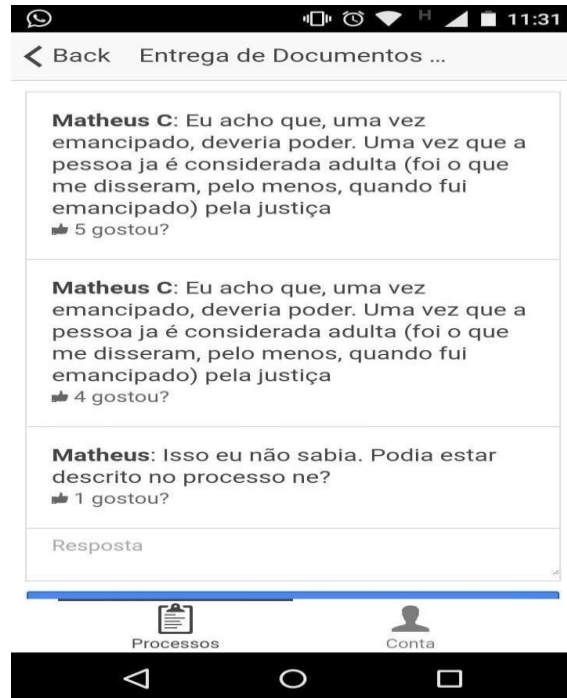 H 11:31
Back Entrega de Documentos ...
Matheus C: Eu acho que, uma vez
emancipado, deveria poder. Uma vez que a
pessoa ja é considerada adulta (foi o que
me disseram, pelo menos, quando fui
emancipado) pela justiça
5 gostou?
Matheus C: Eu acho que, uma vez
emancipado, deveria poder. Uma vez que a
pessoa ja é considerada adulta (foi o que
me disseram, pelo menos, quando fui
emancipado) pela justiça
4 gostou?
Matheus: Isso eu não sabia. Podia estar
descrito no processo ne?
1 gostou?
Resposta
Processos Conta